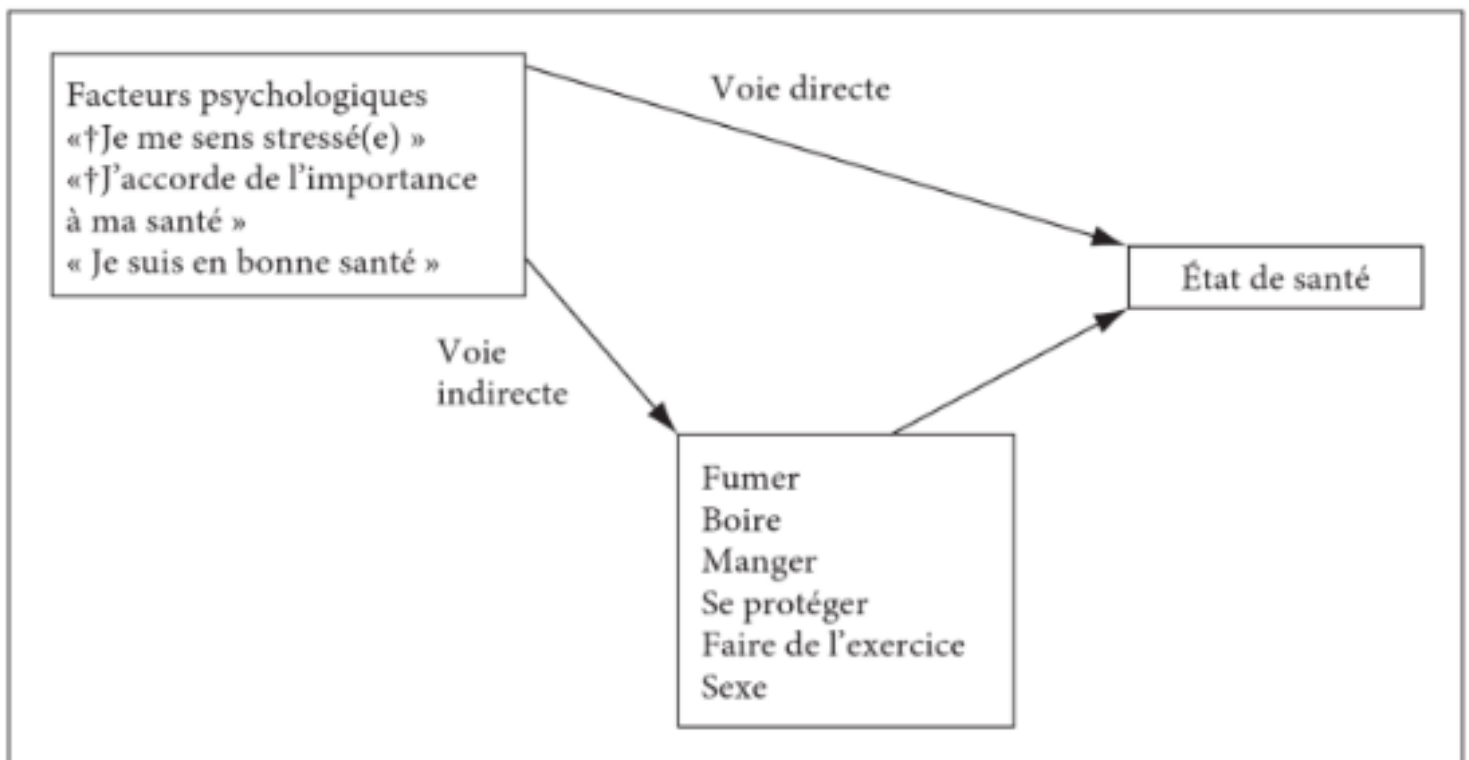 Facteurs psychologiques
«†Je me sens stressé(e) »
«†J'accorde de l'importance
à ma santé »
« Je suis en bonne santé »
Voie directe
État de santé
Voie
indirecte
Fumer
Boire
Manger
Se protéger
Faire de l'exercice
Sexe